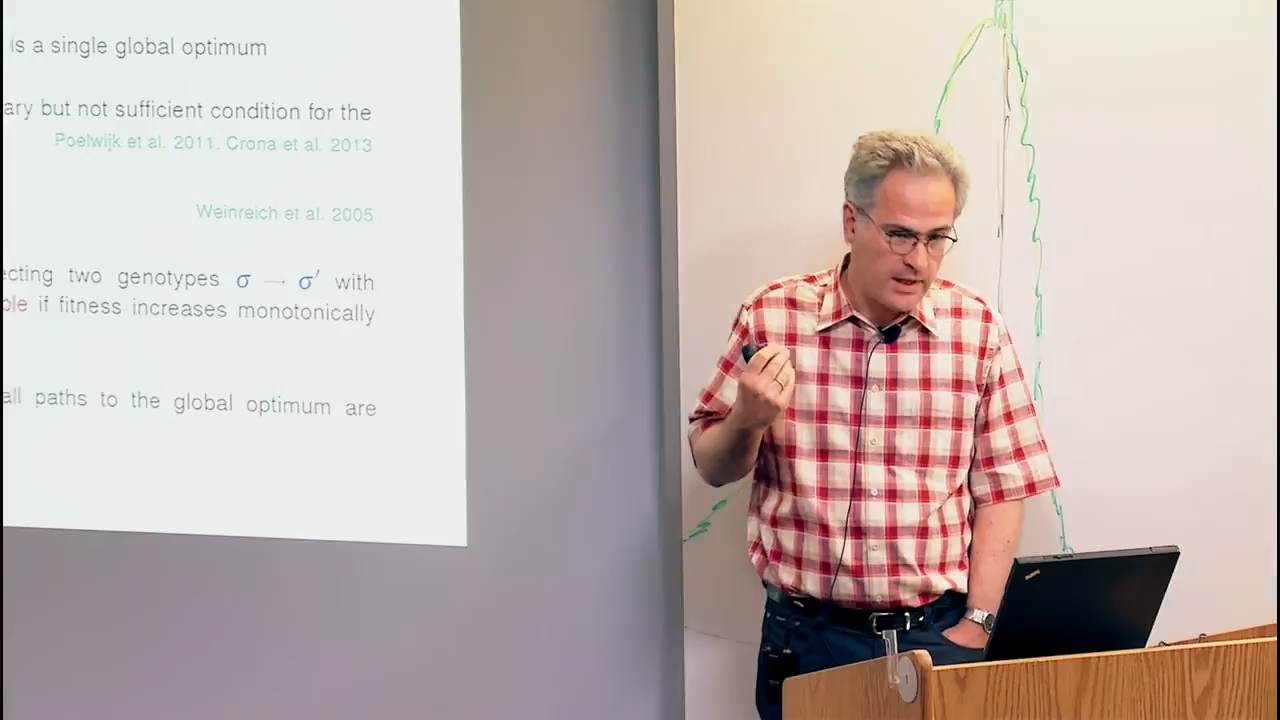 is a single global optimum
ary but not sufficient condition for the
Poelwijk et al. 2011, Crona et al. 2013
Weinreich et al. 2005
ecting two genotypes σ → σ′ with
ble if fitness increases monotonically
all paths to the global optimum are
ThinkPad